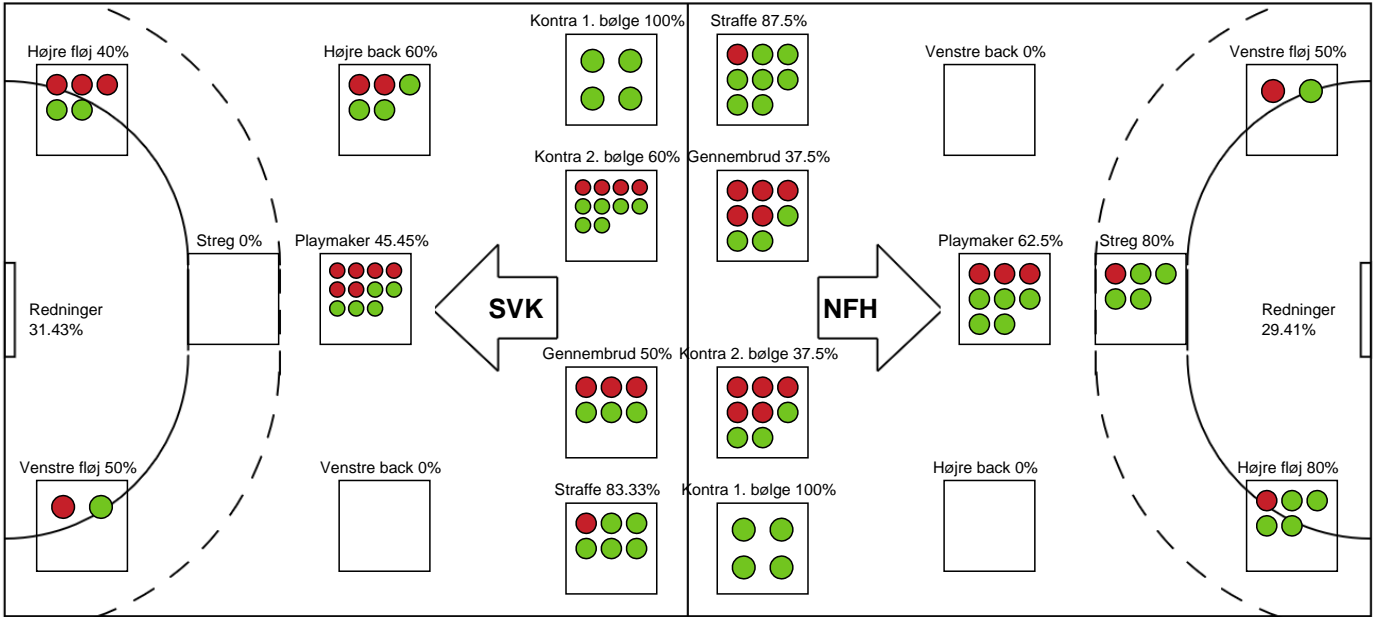 Kontra 1. bølge 100%
Straffe 87.5%
Højre fløj 40%
Højre back 60%
Venstre back 0%
Venstre fløj 50%
Kontra 2. bølge 60%
Gennembrud 37.5%
Streg 0%
Playmaker 45.45%
Playmaker 62.5%
Streg 80%
Redninger
31.43%
SVK
NFH
Redninger
29.41%
Gennembrud 50%
Kontra 2. bølge 37.5%
Venstre fløj 50%
Venstre back 0%
Højre back 0%
Højre fløj 80%
Straffe 83.33%
Kontra 1. bølge 100%